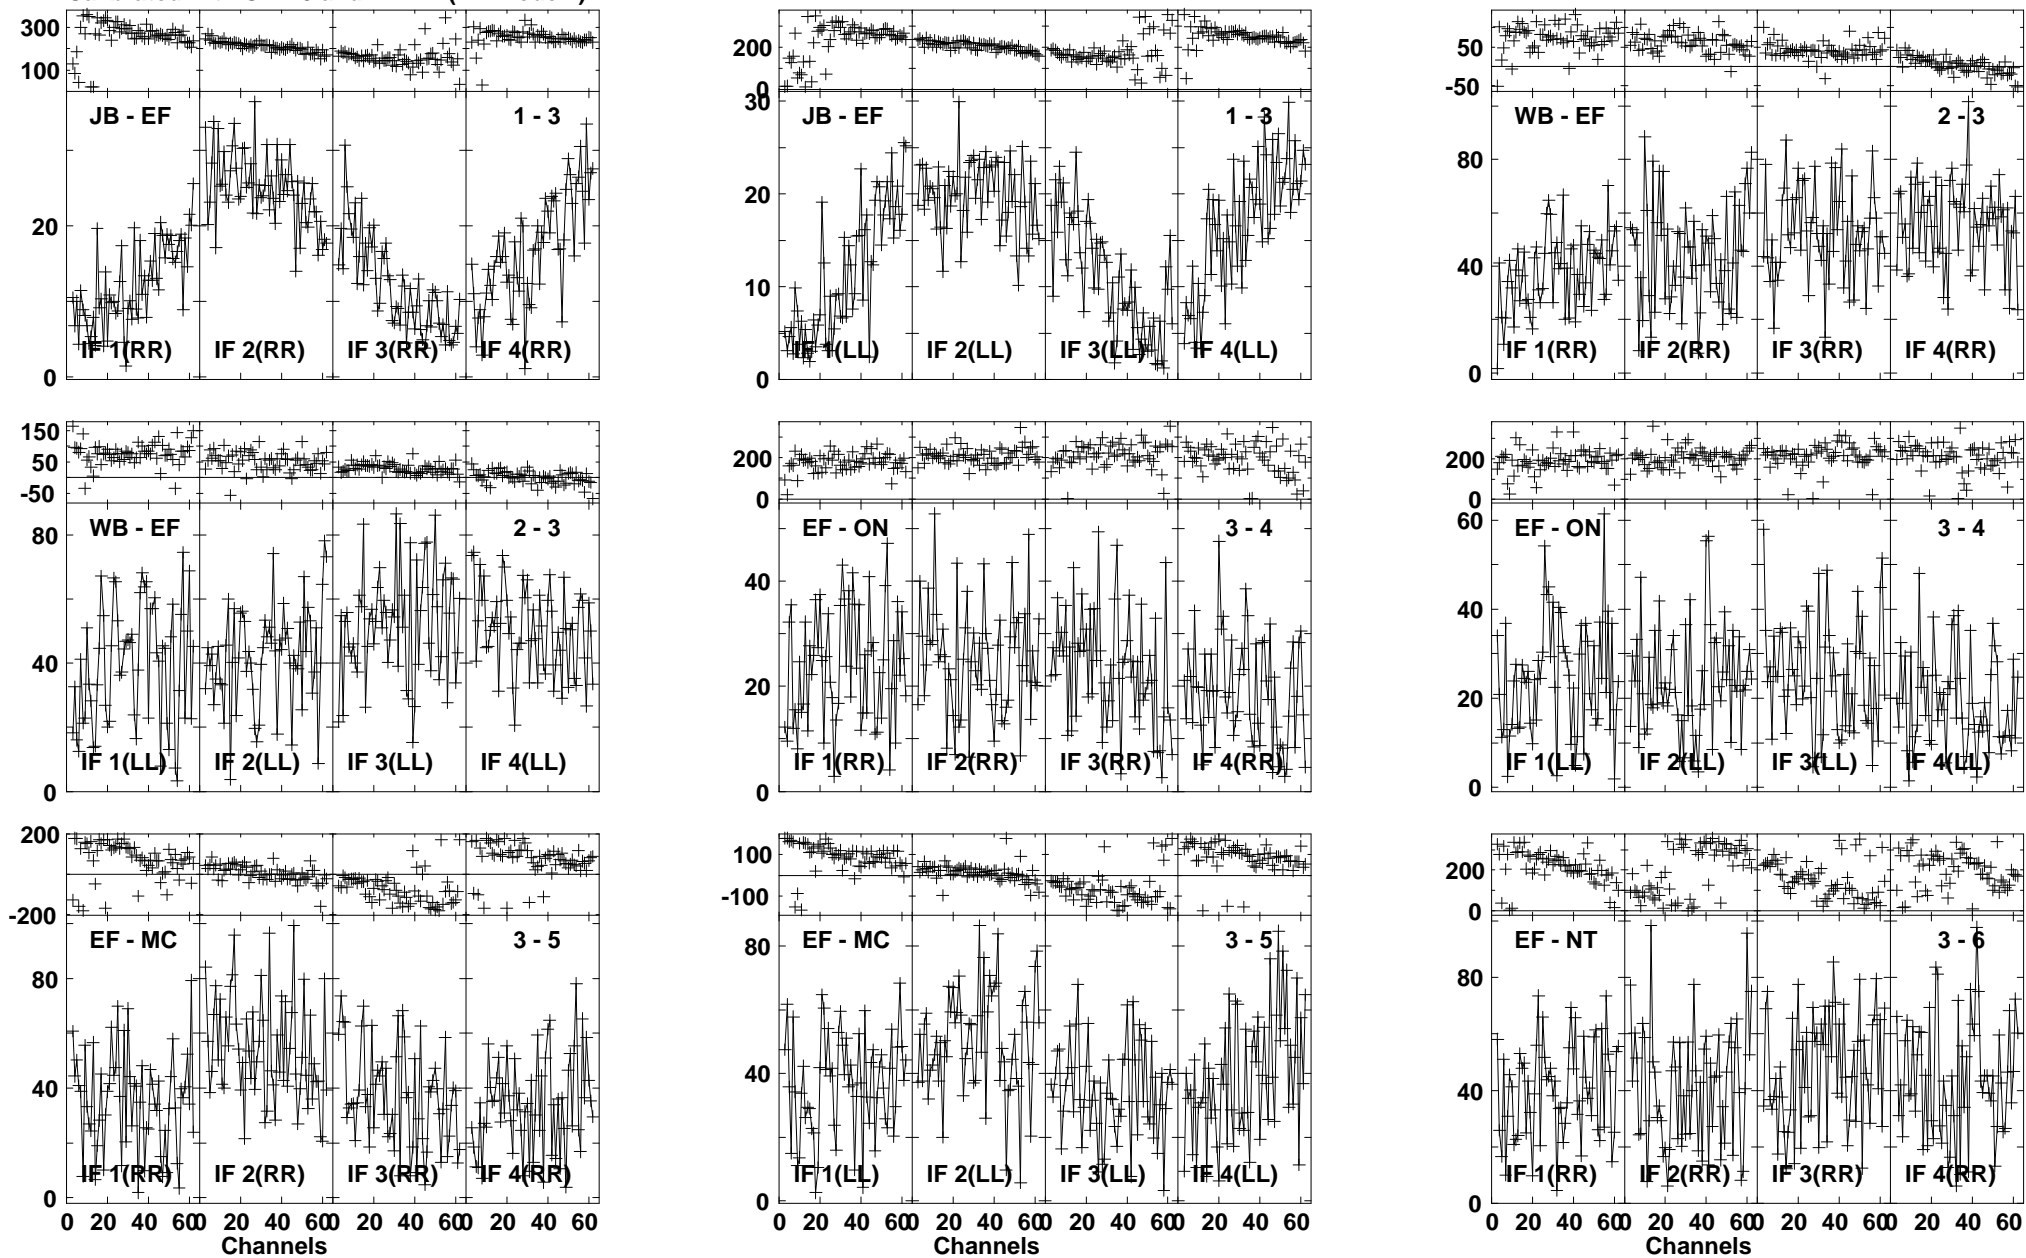 300
100
JB - EF
1 - 3
20
0
IF 1(RR)
IF 2(RR)
IF 3(RR)
IF 4(RR)
200
0
JB - EF
1 - 3
30
20
10
0
IF 1(LL)
IF 2(LL)
IF 3(LL)
IF 4(LL)
50
-50
WB - EF
2 - 3
80
40
0
IF 1(RR)
IF 2(RR)
IF 3(RR)
IF 4(RR)
150
50
-50
WB - EF
2 - 3
80
40
0
IF 1(LL)
IF 2(LL)
IF 3(LL)
IF 4(LL)
200
0
EF - ON
3 - 4
40
20
0
IF 1(RR)
IF 2(RR)
IF 3(RR)
IF 4(RR)
200
0
EF - ON
3 - 4
60
40
20
0
IF 1(LL)
IF 2(LL)
IF 3(LL)
IF 4(LL)
200
-200
EF - MC
3 - 5
80
40
0
IF 1(RR)
IF 2(RR)
IF 3(RR)
IF 4(RR)
0 20 40 60 0 20 40 60 0 20 40 60 0 20 40 60
Channels
100
-100
EF - MC
3 - 5
80
40
0
IF 1(LL)
IF 2(LL)
IF 3(LL)
IF 4(LL)
0 20 40 60 0 20 40 60 0 20 40 60 0 20 40 60
Channels
200
0
EF - NT
3 - 6
80
40
0
IF 1(RR)
IF 2(RR)
IF 3(RR)
IF 4(RR)
0 20 40 60 0 20 40 60 0 20 40 60 0 20 40 60
Channels